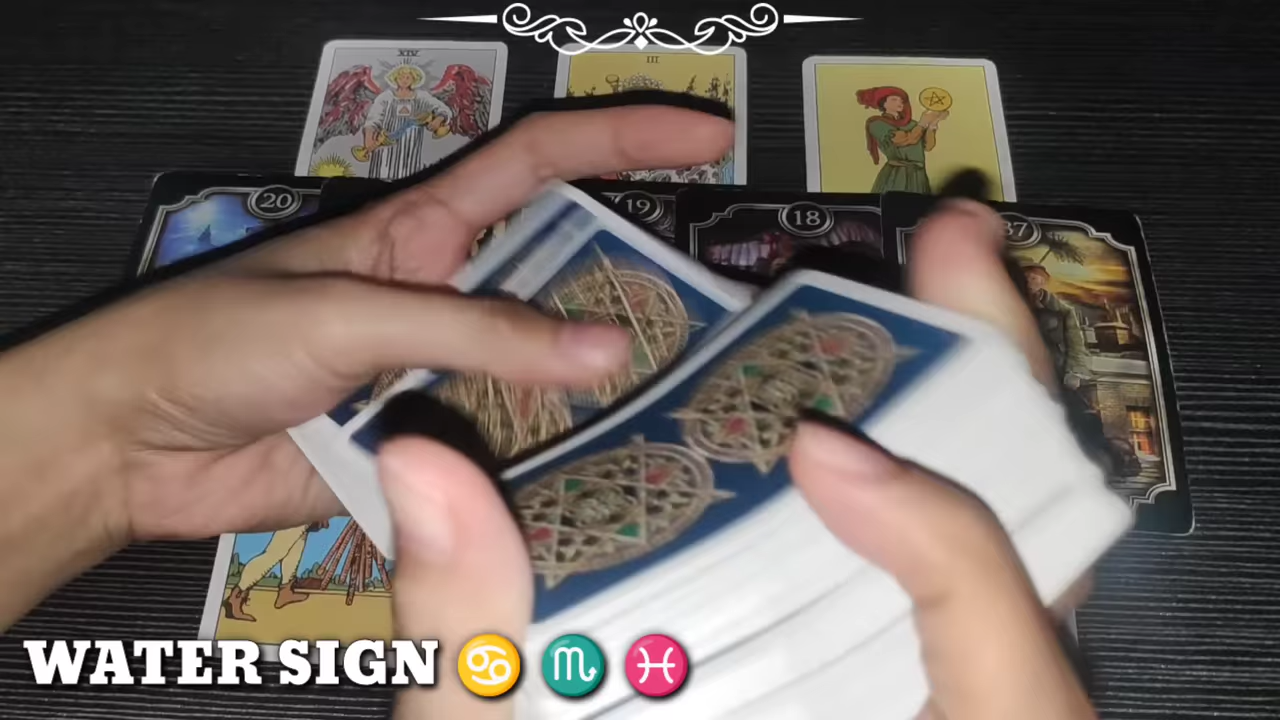 XIV
III
20
19
18
37
WATER SIGN ♋ ♏ ♓